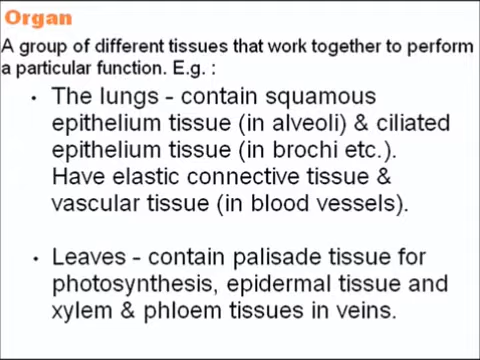 Organ
A group of different tissues that work together to perform
a particular function. E.g. :
• The lungs - contain squamous
epithelium tissue (in alveoli) & ciliated
epithelium tissue (in brochi etc.).
Have elastic connective tissue &
vascular tissue (in blood vessels).
• Leaves - contain palisade tissue for
photosynthesis, epidermal tissue and
xylem & phloem tissues in veins.